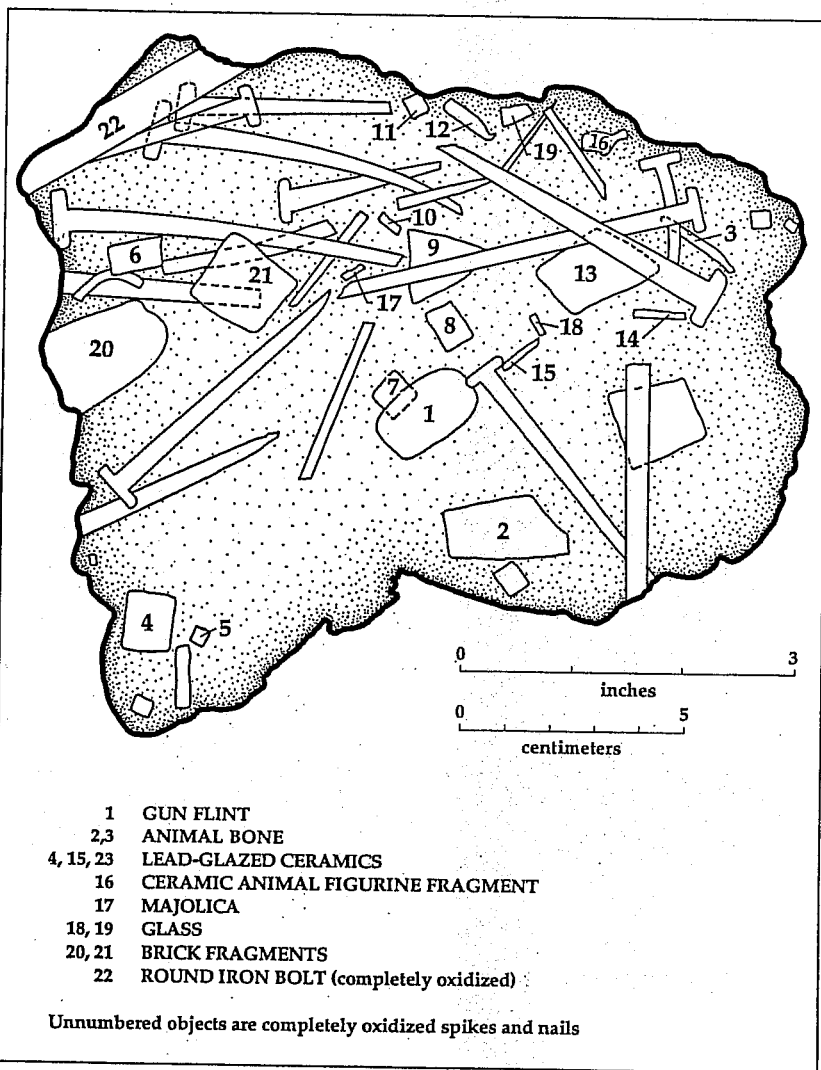 22
11
12
19
16
10
9
3
6
21
17
13
8
18
14
20
15
7
1
2
4
5
0 3
inches
0 5
centimeters
1 GUN FLINT
2,3 ANIMAL BONE
4, 15, 23 LEAD-GLAZED CERAMICS
16 CERAMIC ANIMAL FIGURINE FRAGMENT
17 MAJOLICA
18, 19 GLASS
20, 21 BRICK FRAGMENTS
22 ROUND IRON BOLT (completely oxidized)
Unnumbered objects are completely oxidized spikes and nails